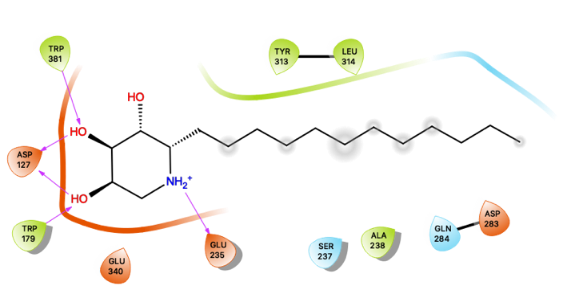 TRP
381
TYR
313
LEU
314
HO
HO
ASP
127
HO
NH2+
TRP
179
GLU
340
GLU
235
SER
237
ALA
238
GLN
284
ASP
283